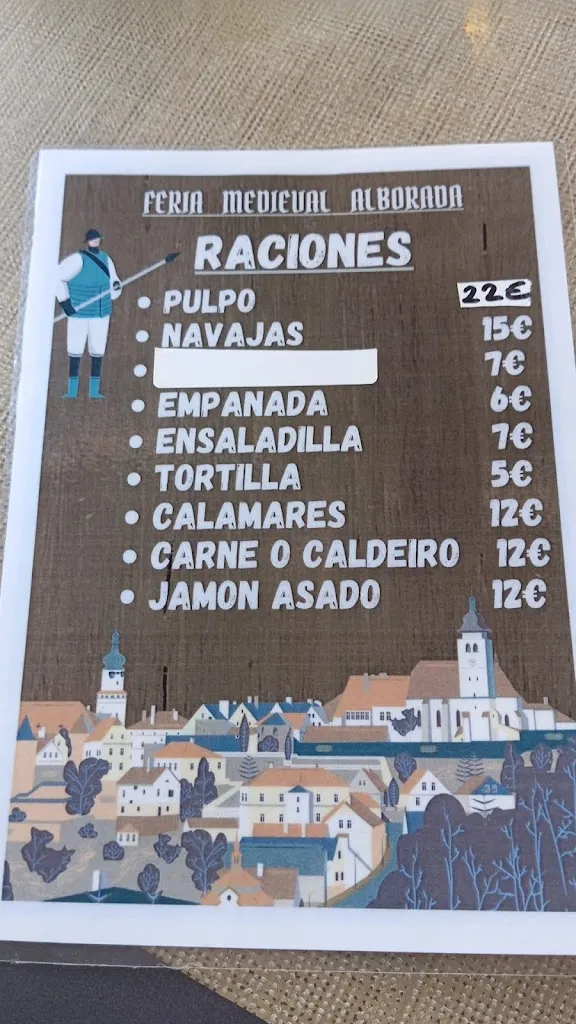 FERIA MEDIEVAL ALBORADA
RACIONES
• PULPO 22€
• NAVAJAS 15€
• 7€
• EMPANADA 6€
• ENSALADILLA 7€
• TORTILLA 5€
• CALAMARES 12€
• CARNE O CALDEIRO 12€
• JAMON ASADO 12€